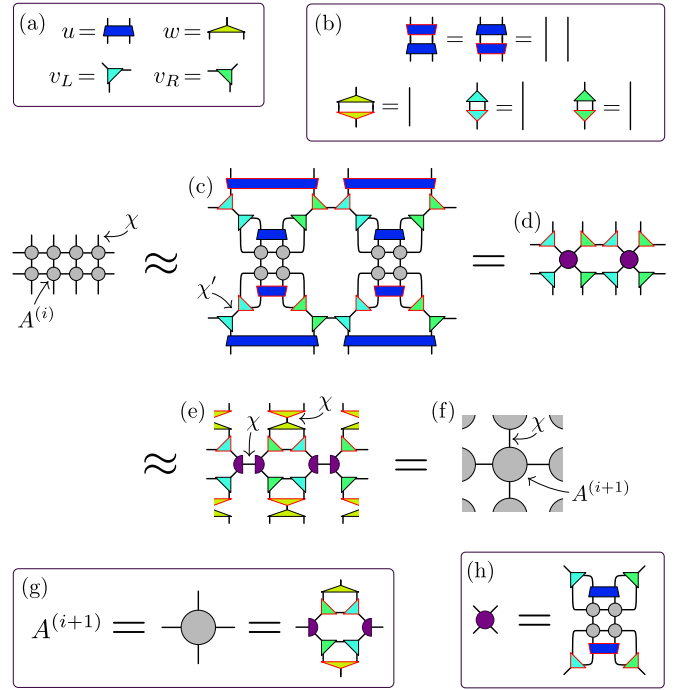 (a)
u =
w =
v_L =
v_R =
(b)
=
=
=
=
=
(c)
χ
A^{(i)}
≈
χ′
=
(d)
≈
(e)
χ
χ
=
(f)
χ
A^{(i+1)}
(g)
A^{(i+1)} =
=
(h)
=